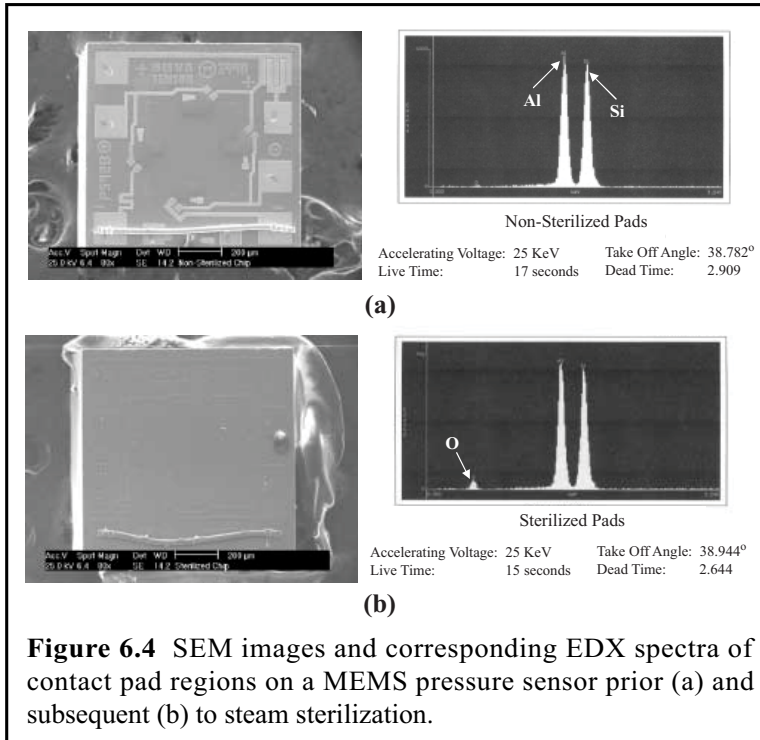 Al
Si
Non-Sterilized Pads
Accelerating Voltage: 25 KeV Take Off Angle: 38.782o
Live Time: 17 seconds Dead Time: 2.909
Acc.V Spot Magn Det WD 200 µm
25.0 kV 6.4 80x SE 14.2 Non-Sterilized Chip
(a)
O
Sterilized Pads
Accelerating Voltage: 25 KeV Take Off Angle: 38.944o
Live Time: 15 seconds Dead Time: 2.644
Acc.V Spot Magn Det WD 200 µm
25.0 kV 6.4 80x SE 14.2 Sterilized Chip
(b)
Figure 6.4 SEM images and corresponding EDX spectra of
contact pad regions on a MEMS pressure sensor prior (a) and
subsequent (b) to steam sterilization.